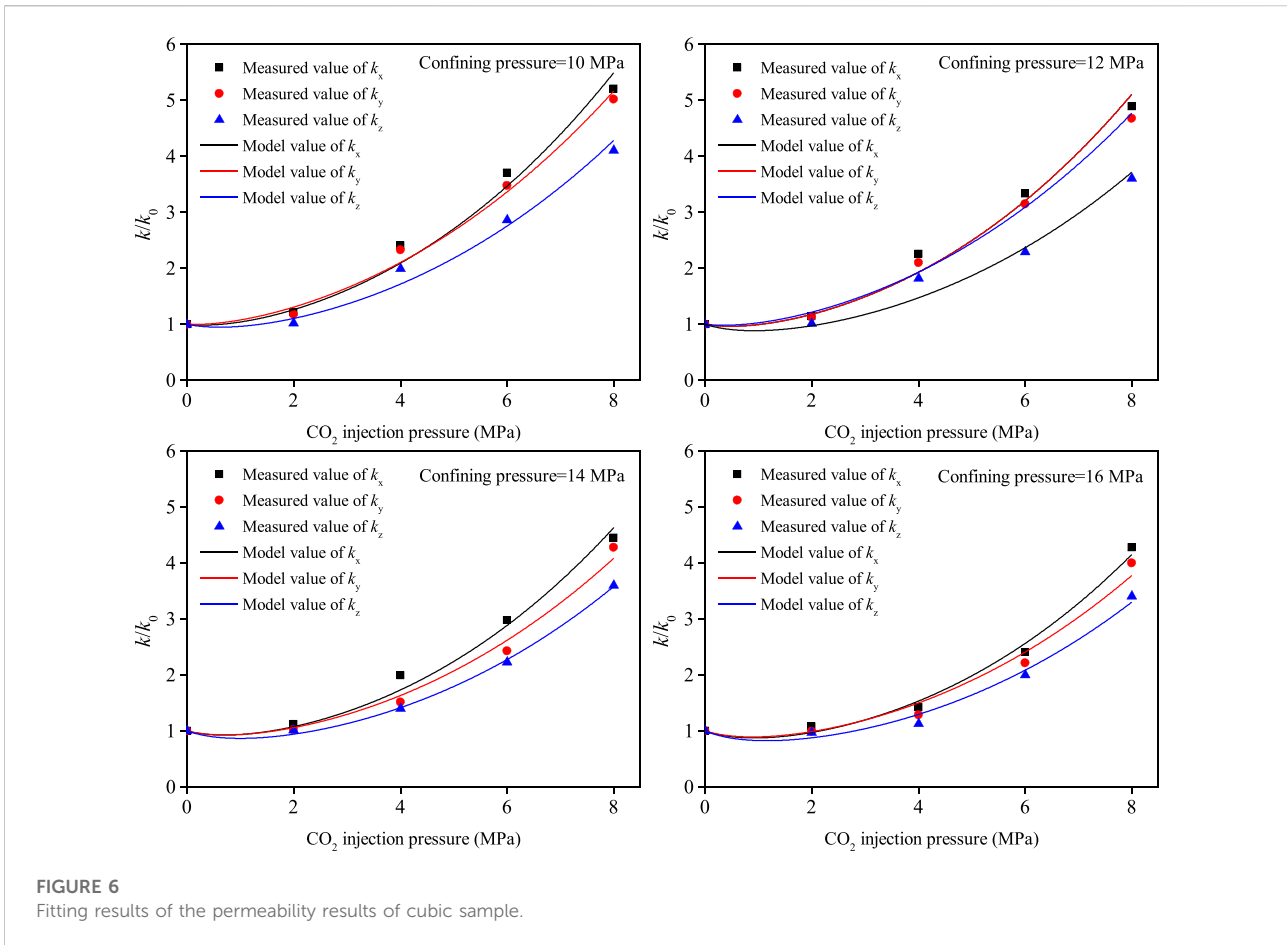 6
5
4
3
2
1
0
k/k0
Measured value of kx
Measured value of ky
Measured value of kz
Model value of kx
Model value of ky
Model value of kz
Confining pressure=10 MPa
0 2 4 6 8
CO2 injection pressure (MPa)
6
5
4
3
2
1
0
k/k0
Measured value of kx
Measured value of ky
Measured value of kz
Model value of kx
Model value of ky
Model value of kz
Confining pressure=12 MPa
0 2 4 6 8
CO2 injection pressure (MPa)
6
5
4
3
2
1
0
k/k0
Measured value of kx
Measured value of ky
Measured value of kz
Model value of kx
Model value of ky
Model value of kz
Confining pressure=14 MPa
0 2 4 6 8
CO2 injection pressure (MPa)
6
5
4
3
2
1
0
k/k0
Measured value of kx
Measured value of ky
Measured value of kz
Model value of kx
Model value of ky
Model value of kz
Confining pressure=16 MPa
0 2 4 6 8
CO2 injection pressure (MPa)
FIGURE 6
Fitting results of the permeability results of cubic sample.